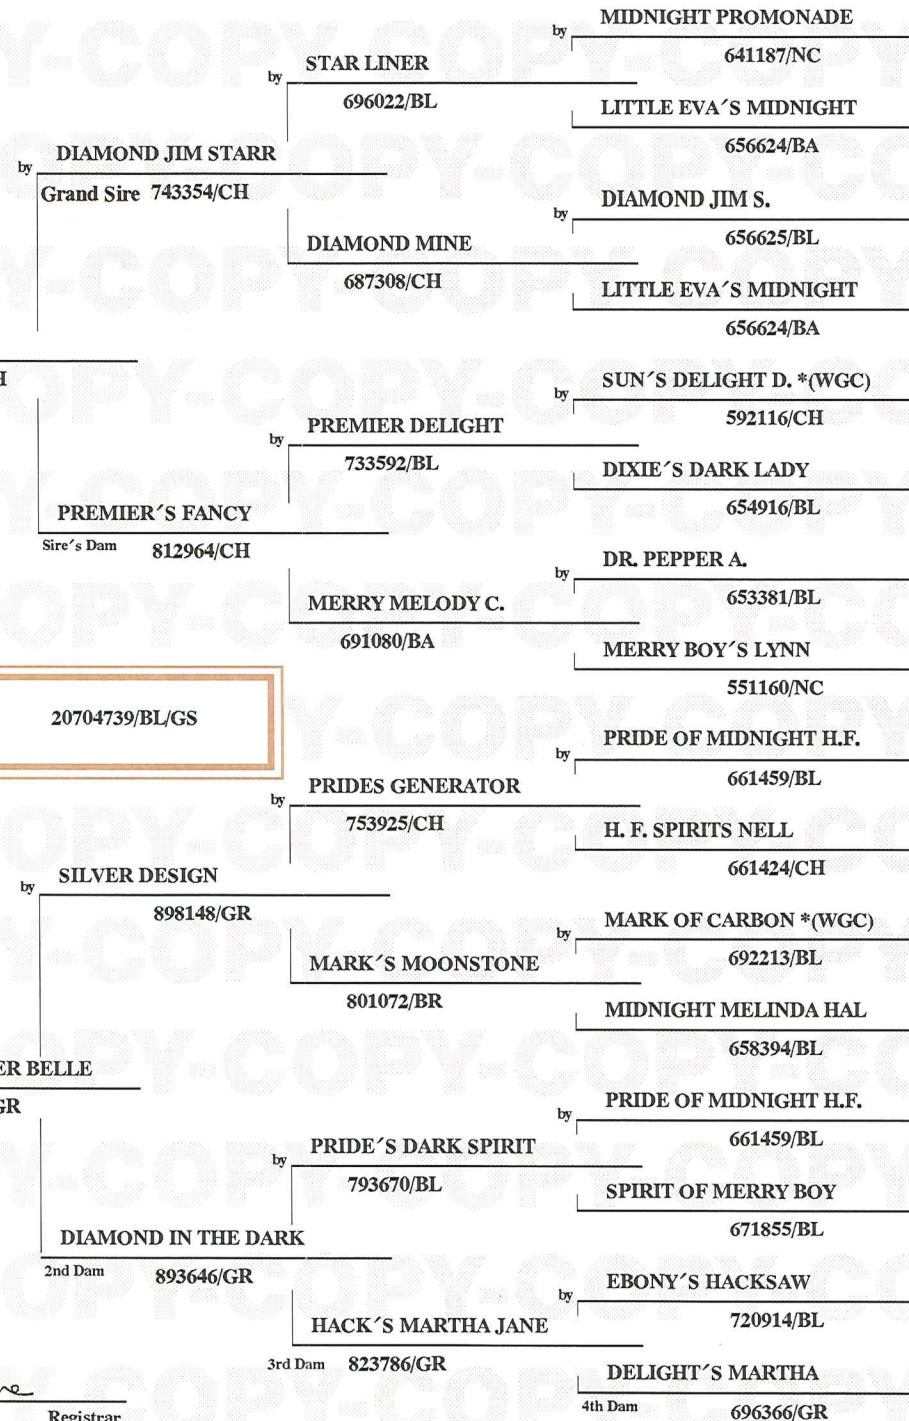 by MIDNIGHT PROMONADE
641187/NC
by STAR LINER
696022/BL
LITTLE EVA´S MIDNIGHT
656624/BA
by DIAMOND JIM STARR
Grand Sire 743354/CH
by DIAMOND JIM S.
656625/BL
DIAMOND MINE
687308/CH
LITTLE EVA´S MIDNIGHT
656624/BA
by SUN´S DELIGHT D. *(WGC)
592116/CH
by PREMIER DELIGHT
733592/BL
DIXIE´S DARK LADY
654916/BL
PREMIER´S FANCY
Sire´s Dam 812964/CH
by DR. PEPPER A.
653381/BL
MERRY MELODY C.
691080/BA
MERRY BOY´S LYNN
551160/NC
20704739/BL/GS
by PRIDE OF MIDNIGHT H.F.
661459/BL
by PRIDES GENERATOR
753925/CH
H. F. SPIRITS NELL
661424/CH
by SILVER DESIGN
898148/GR
by MARK OF CARBON *(WGC)
692213/BL
MARK´S MOONSTONE
801072/BR
MIDNIGHT MELINDA HAL
658394/BL
ER BELLE
GR
by PRIDE OF MIDNIGHT H.F.
661459/BL
by PRIDE´S DARK SPIRIT
793670/BL
SPIRIT OF MERRY BOY
671855/BL
DIAMOND IN THE DARK
2nd Dam 893646/GR
by EBONY´S HACKSAW
720914/BL
HACK´S MARTHA JANE
3rd Dam 823786/GR
DELIGHT´S MARTHA
4th Dam 696366/GR
Registrar